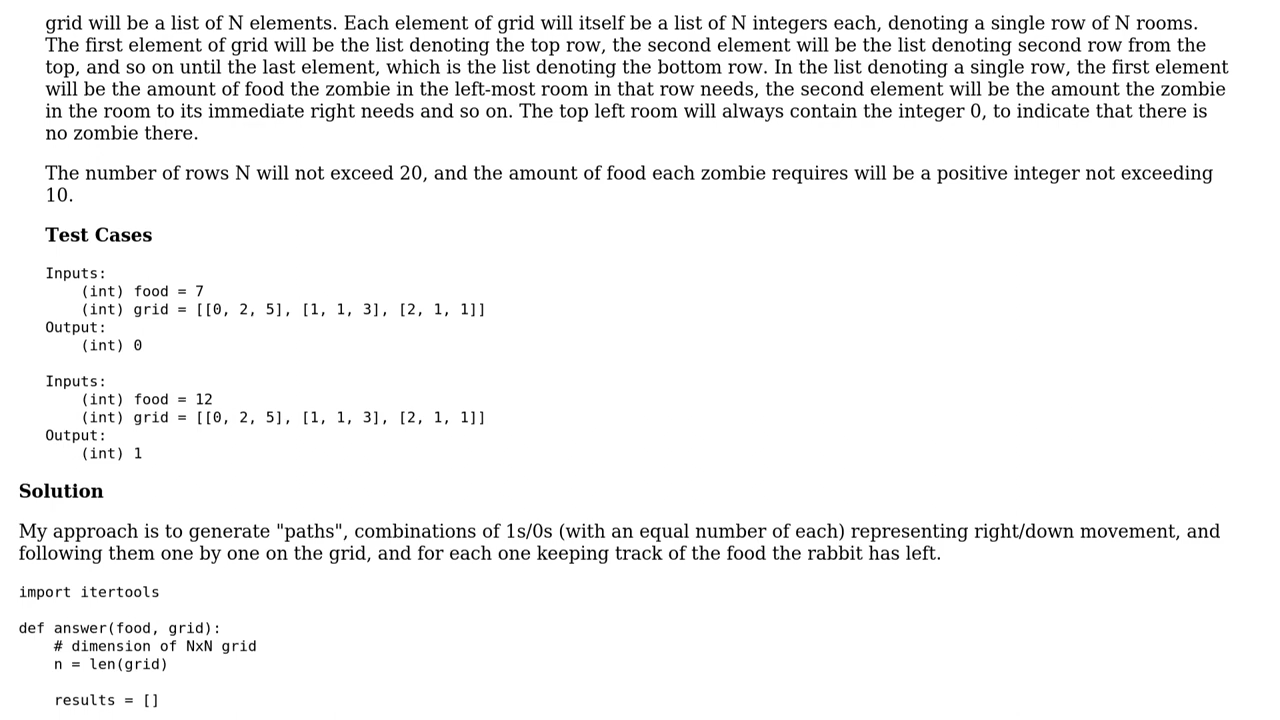 grid will be a list of N elements. Each element of grid will itself be a list of N integers each, denoting a single row of N rooms.
The first element of grid will be the list denoting the top row, the second element will be the list denoting second row from the
top, and so on until the last element, which is the list denoting the bottom row. In the list denoting a single row, the first element
will be the amount of food the zombie in the left-most room in that row needs, the second element will be the amount the zombie
in the room to its immediate right needs and so on. The top left room will always contain the integer 0, to indicate that there is
no zombie there.
The number of rows N will not exceed 20, and the amount of food each zombie requires will be a positive integer not exceeding
10.
Test Cases
Inputs:
    (int) food = 7
    (int) grid = [[0, 2, 5], [1, 1, 3], [2, 1, 1]]
Output:
    (int) 0
Inputs:
    (int) food = 12
    (int) grid = [[0, 2, 5], [1, 1, 3], [2, 1, 1]]
Output:
    (int) 1
Solution
My approach is to generate "paths", combinations of 1s/0s (with an equal number of each) representing right/down movement, and
following them one by one on the grid, and for each one keeping track of the food the rabbit has left.
import itertools
def answer(food, grid):
    # dimension of NxN grid
    n = len(grid)
    results = []